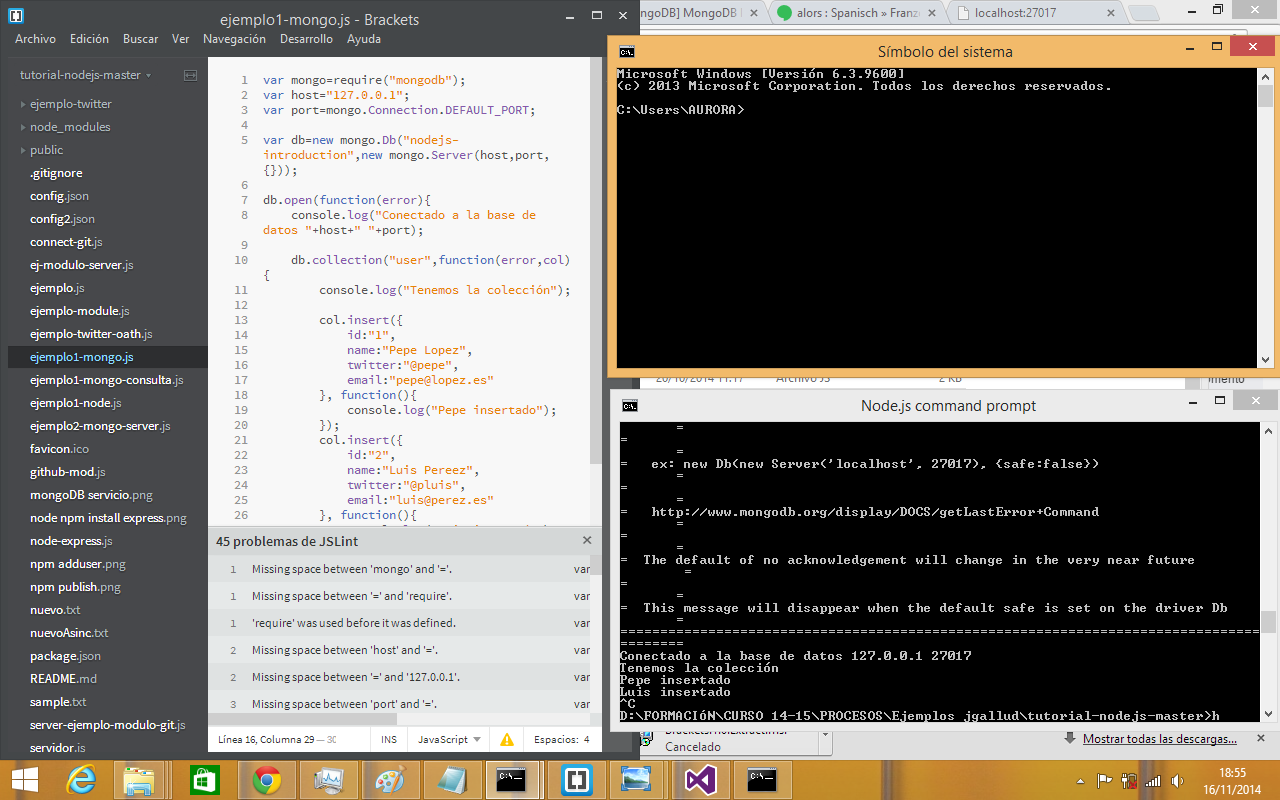 ejemplo1-mongo.js - Brackets
Archivo Edición Buscar Ver Navegación Desarrollo Ayuda
tutorial-nodejs-master
ejemplo-twitter
node_modules
public
.gitignore
config.json
config2.json
connect-git.js
ej-modulo-server.js
ejemplo.js
ejemplo-module.js
ejemplo-twitter-oath.js
ejemplo1-mongo.js
ejemplo1-mongo-consulta.js
ejemplo1-node.js
ejemplo2-mongo-server.js
favicon.ico
github-mod.js
mongoDB servicio.png
node npm install express.png
node-express.js
npm adduser.png
npm publish.png
nuevo.txt
nuevoAsinc.txt
package.json
README.md
sample.txt
server-ejemplo-modulo-git.js
servidor.js
1 var mongo=require("mongodb");
2 var host="127.0.0.1";
3 var port=mongo.Connection.DEFAULT_PORT;
4
5 var db=new mongo.Db("nodejs-
introduction",new mongo.Server(host,port,
{}));
6
7 db.open(function(error){
8 console.log("Conectado a la base de
datos "+host+" "+port);
9
10 db.collection("user",function(error,col)
{
11 console.log("Tenemos la colección");
12
13 col.insert({
14 id:"1",
15 name:"Pepe Lopez",
16 twitter:"@pepe",
17 email:"pepe@lopez.es"
18 }, function(){
19 console.log("Pepe insertado");
20 });
21 col.insert({
22 id:"2",
23 name:"Luis Pereez",
24 twitter:"@pluis",
25 email:"luis@perez.es"
26 }, function(){
45 problemas de JSLint
1 Missing space between 'mongo' and '='. var
1 Missing space between '=' and 'require'. var
1 'require' was used before it was defined. var
2 Missing space between 'host' and '='. var
2 Missing space between '=' and '127.0.0.1'. var
3 Missing space between 'port' and '='. var
Línea 16, Columna 29 — 30
INS JavaScript Espacios: 4
ngoDB] MongoDB alors : Spanisch » Franz localhost:27017
Símbolo del sistema
Microsoft Windows [Versión 6.3.9600]
(c) 2013 Microsoft Corporation. Todos los derechos reservados.
C:\Users\AURORA>
20/10/2014 11:17 Archivo JS 2 KB
Node.js command prompt
=
=
=
= ex: new Db(new Server('localhost', 27017), {safe:false})
=
=
=
= http://www.mongodb.org/display/DOCS/getLastError+Command
=
=
=
= The default of no acknowledgement will change in the very near future
=
=
=
= This message will disappear when the default safe is set on the driver Db
=
================================================================================
========
Conectado a la base de datos 127.0.0.1 27017
Tenemos la colección
Pepe insertado
Luis insertado
^C
D:\FORMACIóN\CURSO 14-15\PROCESOS\Ejemplos jgallud\tutorial-node.js-master>h
Cancelado
Mostrar todas las descargas...
18:55
16/11/2014